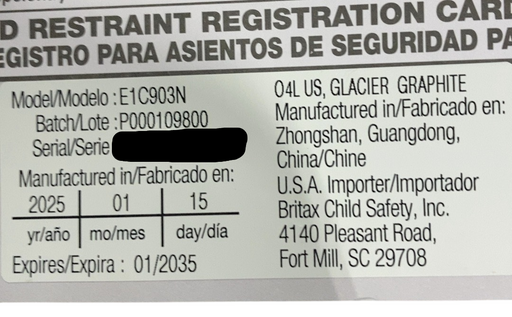 D RESTRAINT REGISTRATION CARD
EGISTRO PARA ASIENTOS DE SEGURIDAD PA
Model/Modelo : E1C903N
Batch/Lote : P000109800
Serial/Serie
Manufactured in/Fabricado en:
2025 01 15
yr/año mo/mes day/día
Expires/Expira : 01/2035
04L US, GLACIER GRAPHITE
Manufactured in/Fabricado en:
Zhongshan, Guangdong,
China/Chine
U.S.A. Importer/Importador
Britax Child Safety, Inc.
4140 Pleasant Road,
Fort Mill, SC 29708